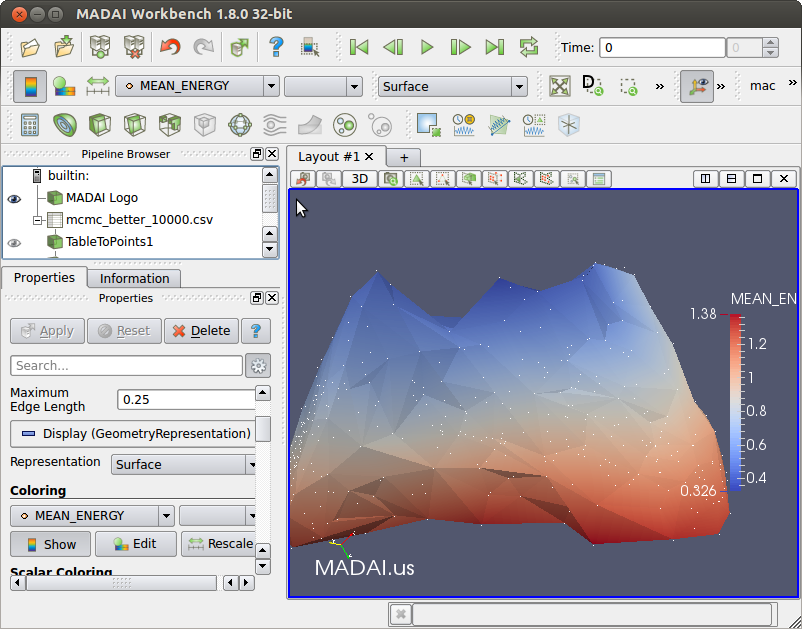 MADAI Workbench 1.8.0 32-bit
Time: 0 0
MEAN_ENERGY Surface mac
Pipeline Browser
builtin:
MADAI Logo
mcmc_better_10000.csv
TableToPoints1
Properties Information
Properties
Apply Reset Delete ?
Search...
Maximum
Edge Length 0.25
Display (GeometryRepresentation)
Representation Surface
Coloring
MEAN_ENERGY
Show Edit Rescale
Scalar Coloring
Layout #1 +
3D
MEAN_EN
1.38
1.2
1
0.8
0.6
0.4
0.326
MADAI.us